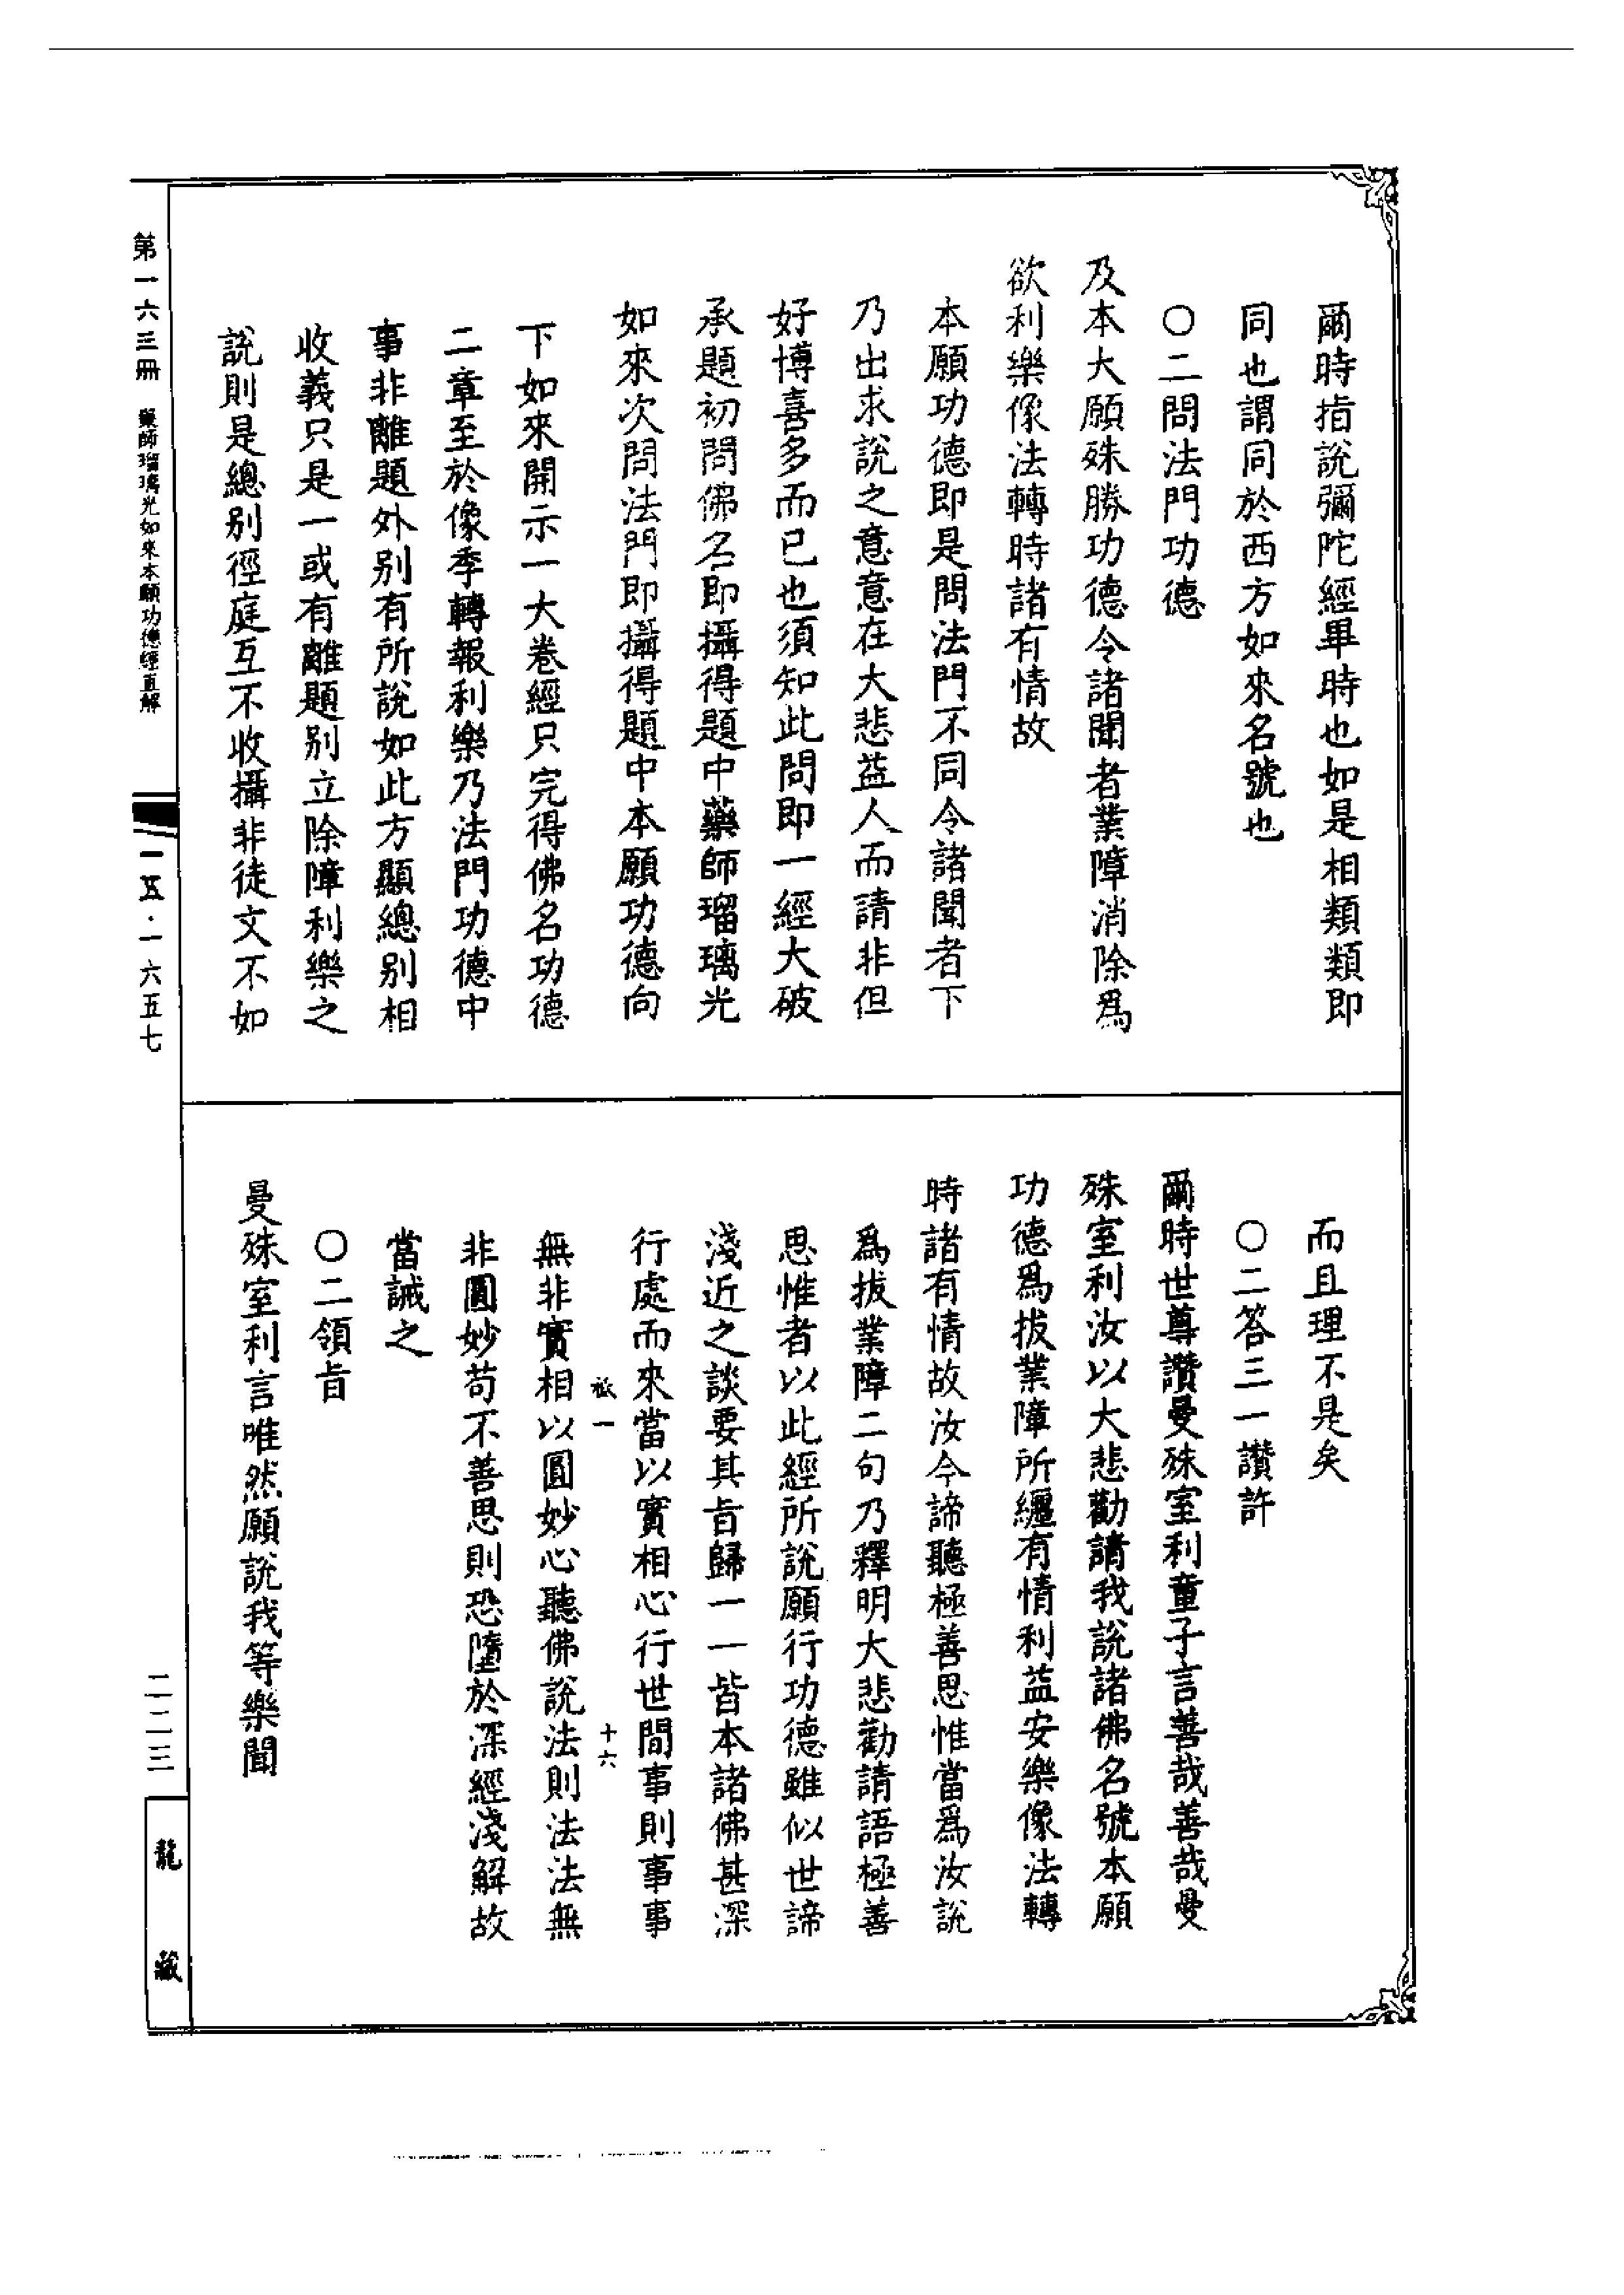 爾時指說彌陀經畢時也如是相類類即
同也謂同於西方如來名號也
○二問法門功德
及本大願殊勝功德令諸聞者業障消除爲
欲利樂像法轉時諸有情故
本願功德即是問法門不同令諸聞者下
乃出求說之意意在大悲益人而請非但
好博喜多而已也須知此問即一經大破
承題初問佛名即攝得題中藥師瑠璃光
如來次問法門即攝得題中本願功德向
下如來開示一大卷經只完得佛名功德
二章至於像季轉報利樂乃法門功德中
事非離題外别有所說如此方顯總别相
收義只是一或有離題别立除障利樂之
說則是總别徑庭互不收攝非徒文不如
而且理不是矣
○二答三一讚許
爾時世尊讚曼殊室利童子言善哉善哉曼
殊室利汝以大悲勸請我說諸佛名號本願
功德爲拔業障所纏有情利益安樂像法轉
時諸有情故汝今諦聽極善思惟當爲汝說
爲拔業障二句乃釋明大悲勸請語極善
思惟者以此經所說願行功德雖似世諦
淺近之談要其旨歸一一皆本諸佛甚深
行處而來當以實相心行世間事則事事
無非實相以圓妙心聽佛說法則法法無
非圓妙苟不善思則恐墮於深經淺解故
當誡之
○二領旨
曼殊室利言唯然願說我等樂聞
十六
第一六三冊 藥師瑠璃光如來本願功德經直解
一五·一六五七
二二三
龍藏